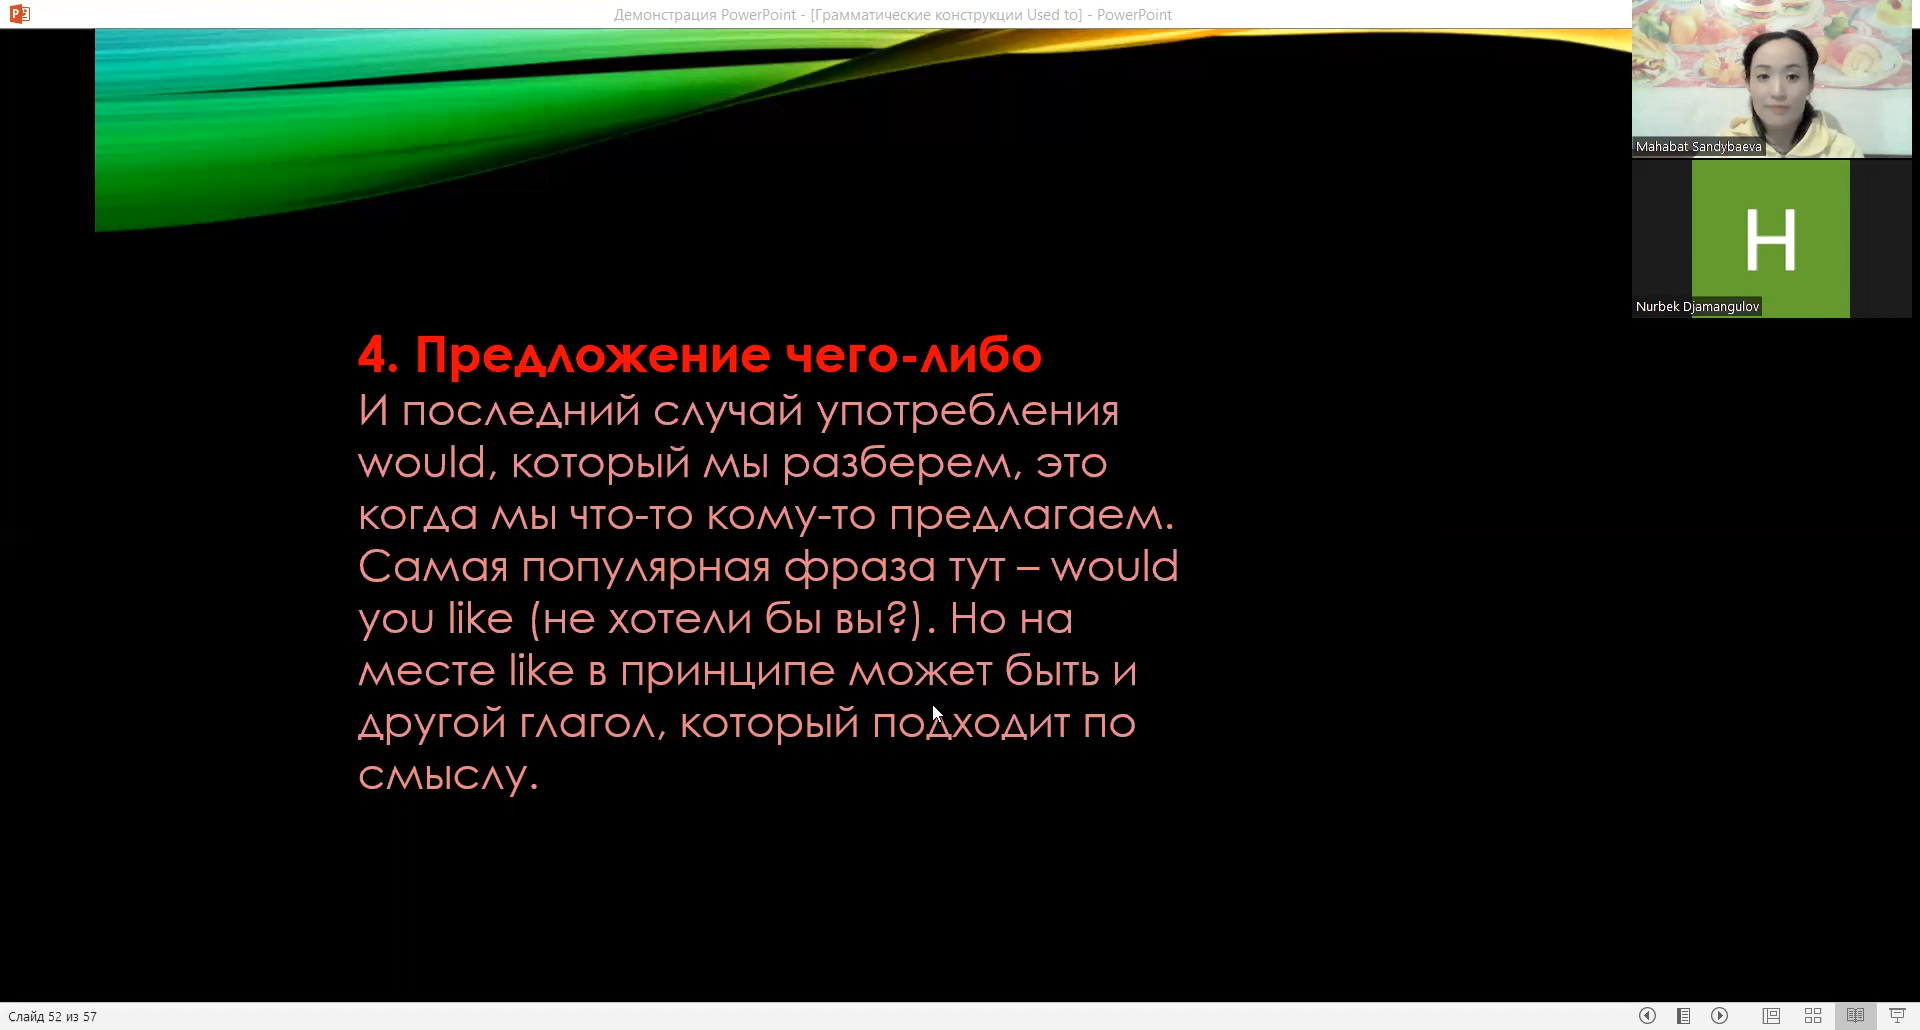 Демонстрация PowerPoint - [Грамматические конструкции Used to] - PowerPoint
Mahabat Sandybaeva
H
Nurbek Djamangulov
4. Предложение чего-либо
И последний случай употребления
would, который мы разберем, это
когда мы что-то кому-то предлагаем.
Самая популярная фраза тут – would
you like (не хотели бы вы?). Но на
месте like в принципе может быть и
другой глагол, который подходит по
смыслу.
Слайд 52 из 57